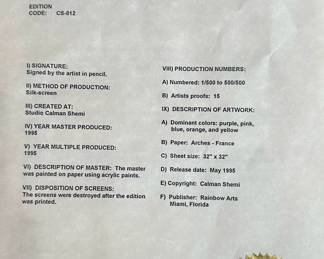 EDITION
CODE: CS-012
I) SIGNATURE:
Signed by the artist in pencil.
II) METHOD OF PRODUCTION:
Silk-screen
III) CREATED AT:
Studio Calman Shemi
IV) YEAR MASTER PRODUCED:
1995
V) YEAR MULTIPLE PRODUCED:
1995
VI) DESCRIPTION OF MASTER: The master
was painted on paper using acrylic paints.
VII) DISPOSITION OF SCREENS:
The screens were destroyed after the edition
was printed.
VIII) PRODUCTION NUMBERS:
A) Numbered: 1/500 to 500/500
B) Artists proofs: 15
IX) DESCRIPTION OF ARTWORK:
A) Dominant colors: purple, pink,
blue, orange, and yellow
B) Paper: Arches - France
C) Sheet size: 32" x 32"
D) Release date: May 1995
E) Copyright: Calman Shemi
F) Publisher: Rainbow Arts
Miami, Florida